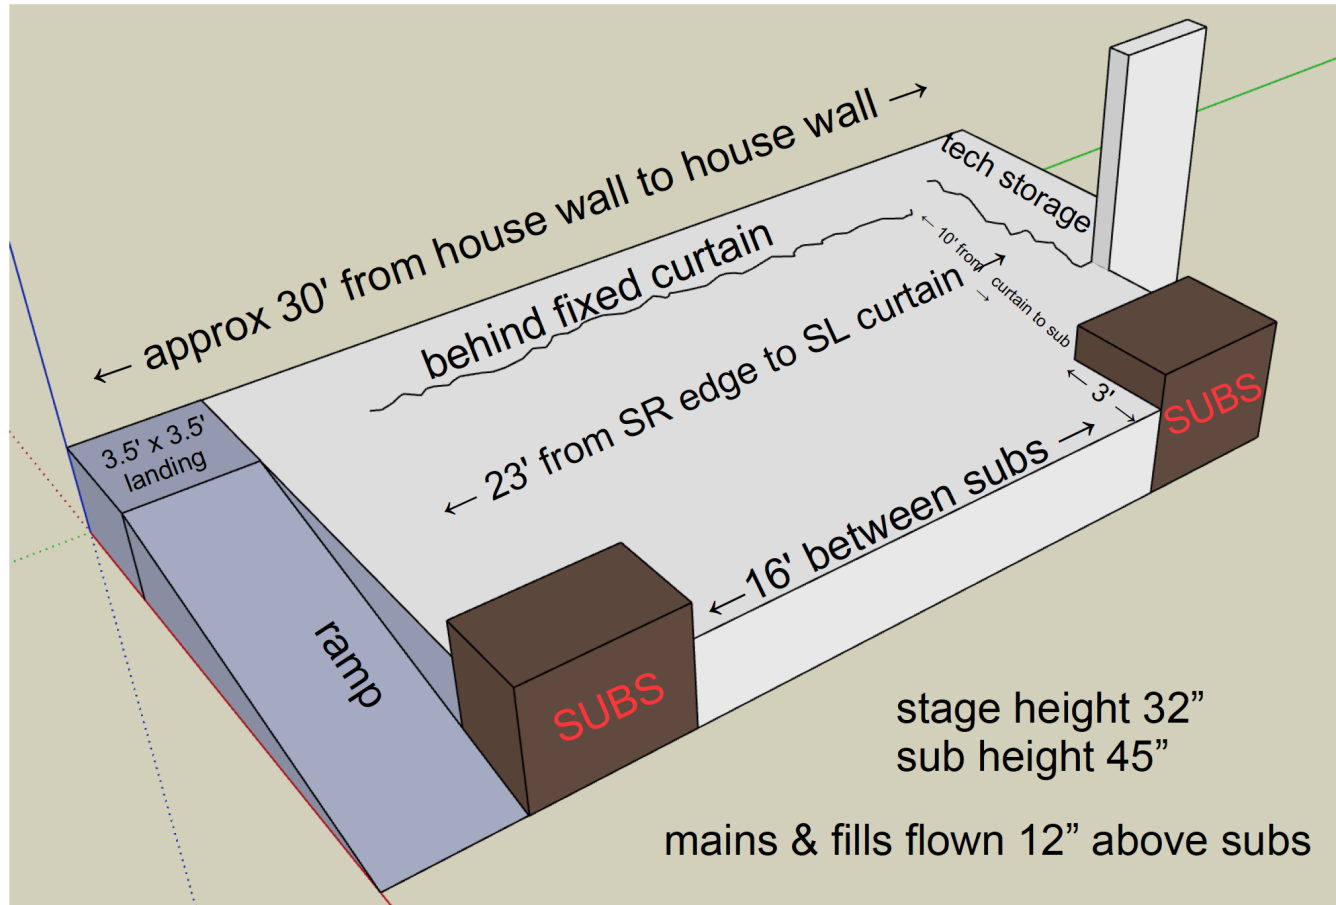 ← approx 30' from house wall to house wall →
tech storage
behind fixed curtain
← 10' from curtain to sub →
← 23' from SR edge to SL curtain →
3.5' x 3.5'
landing
← 3' →
SUBS
← 16' between subs →
ramp
SUBS
stage height 32”
sub height 45”
mains & fills flown 12” above subs